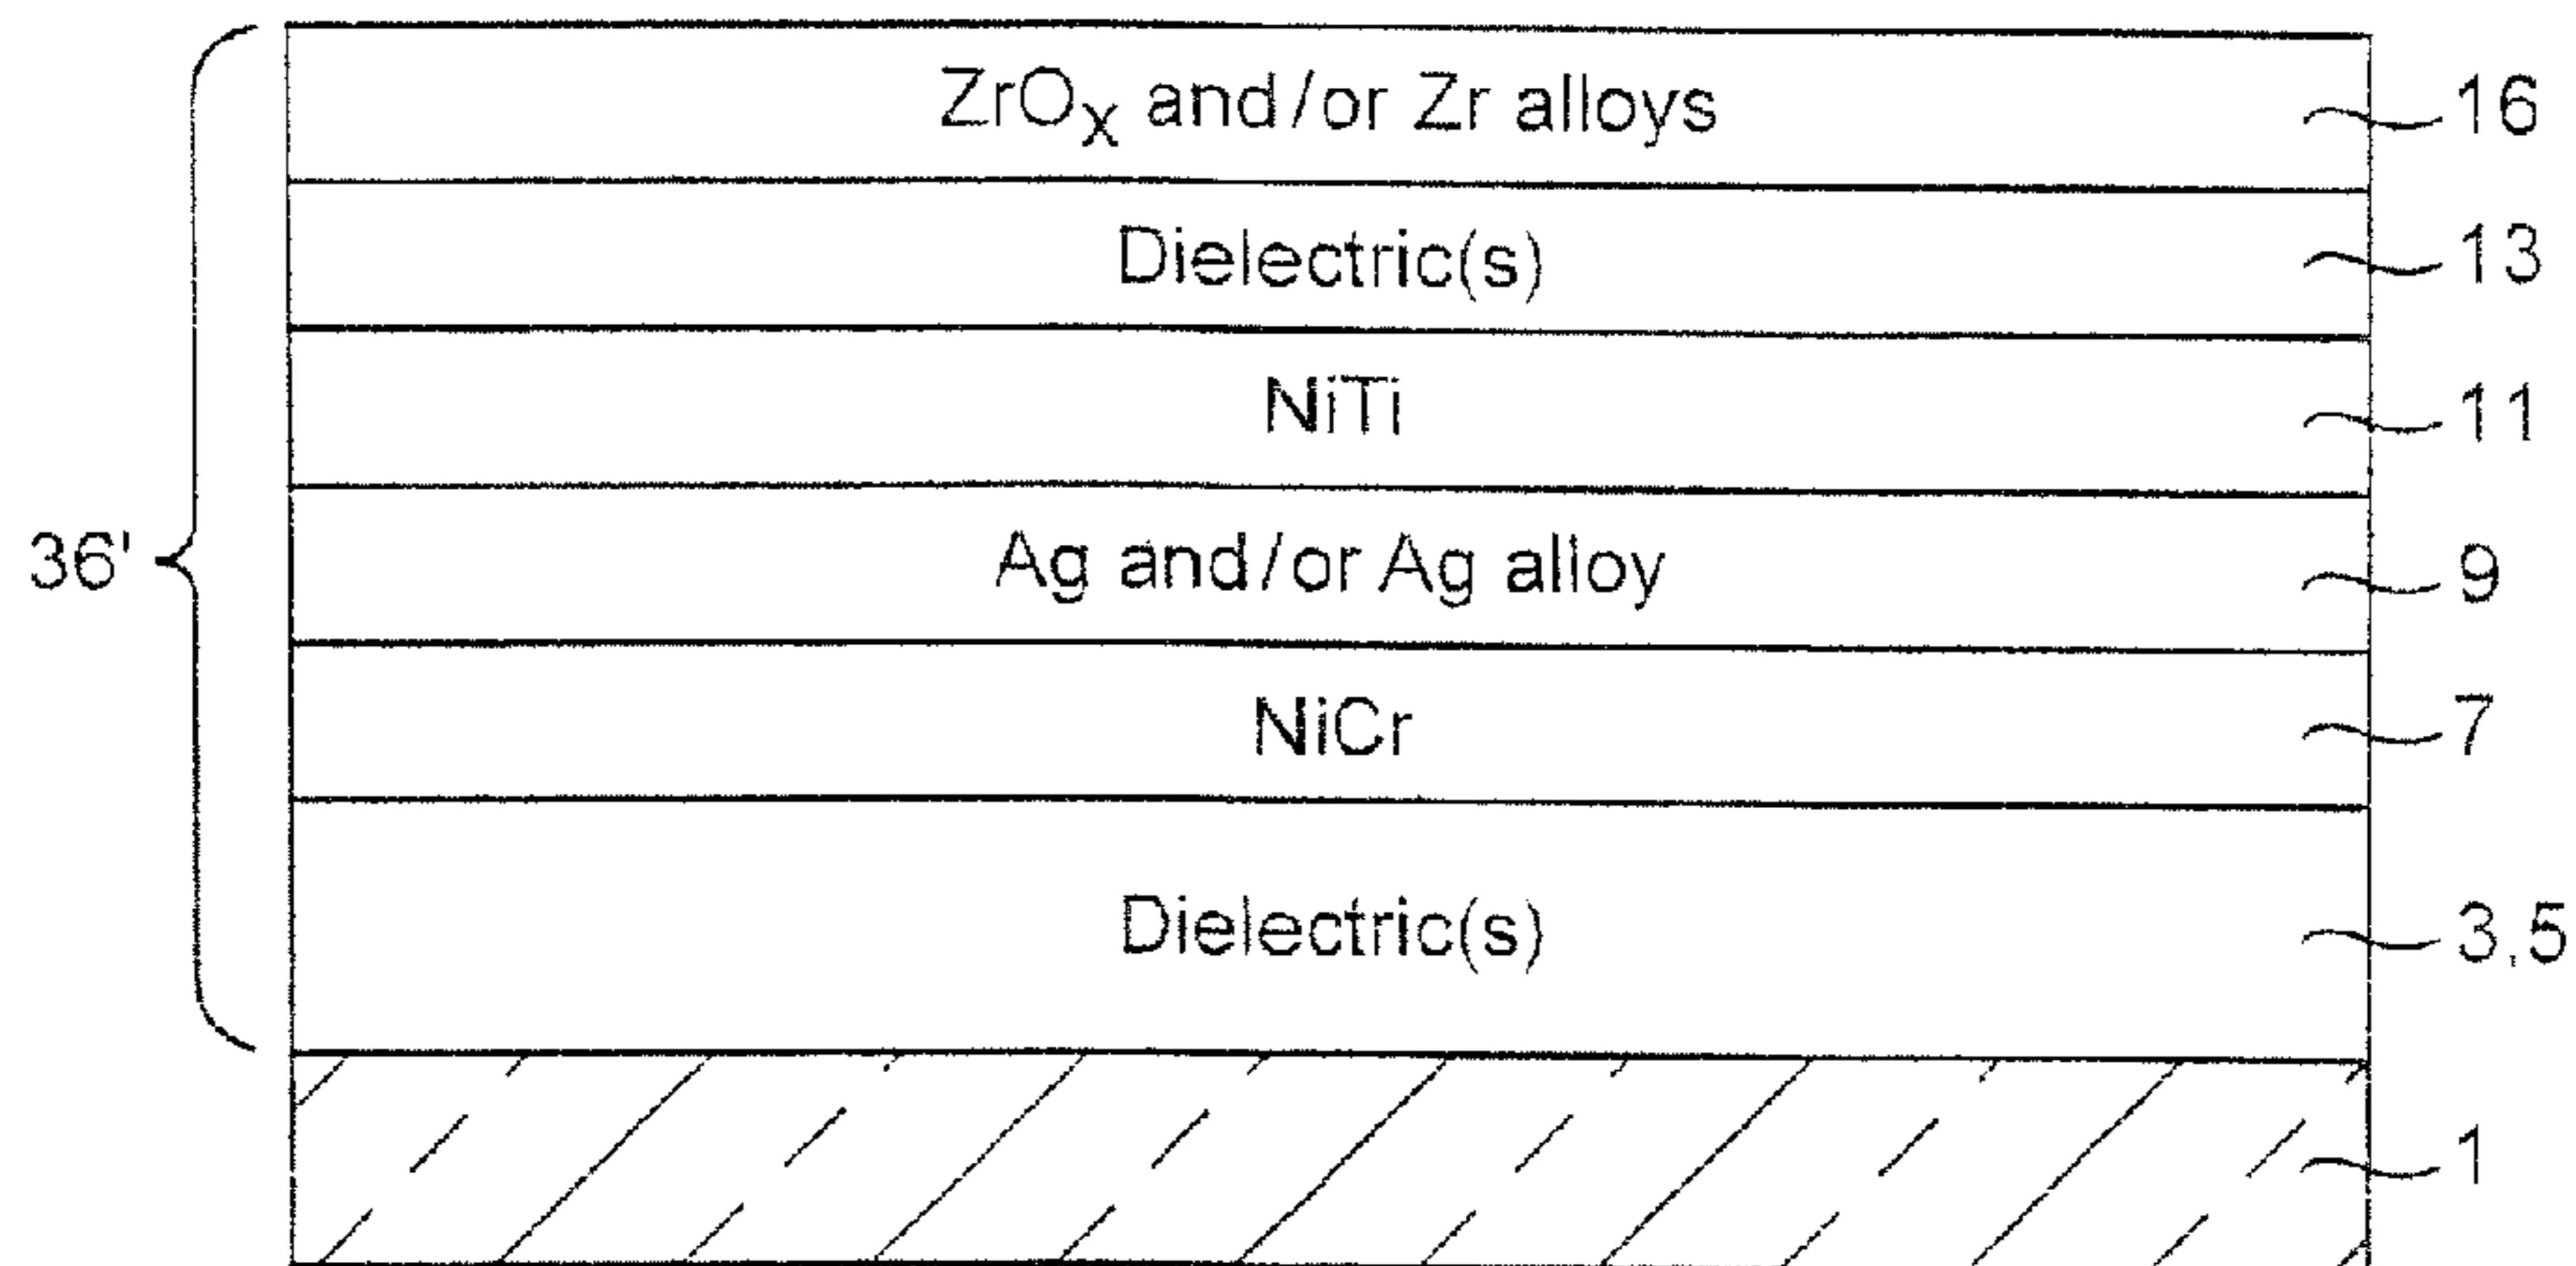 ZrOx and/or Zr alloys 16
Dielectric(s) 13
NiTi 11
36' Ag and/or Ag alloy 9
NiCr 7
Dielectric(s) 3,5
1